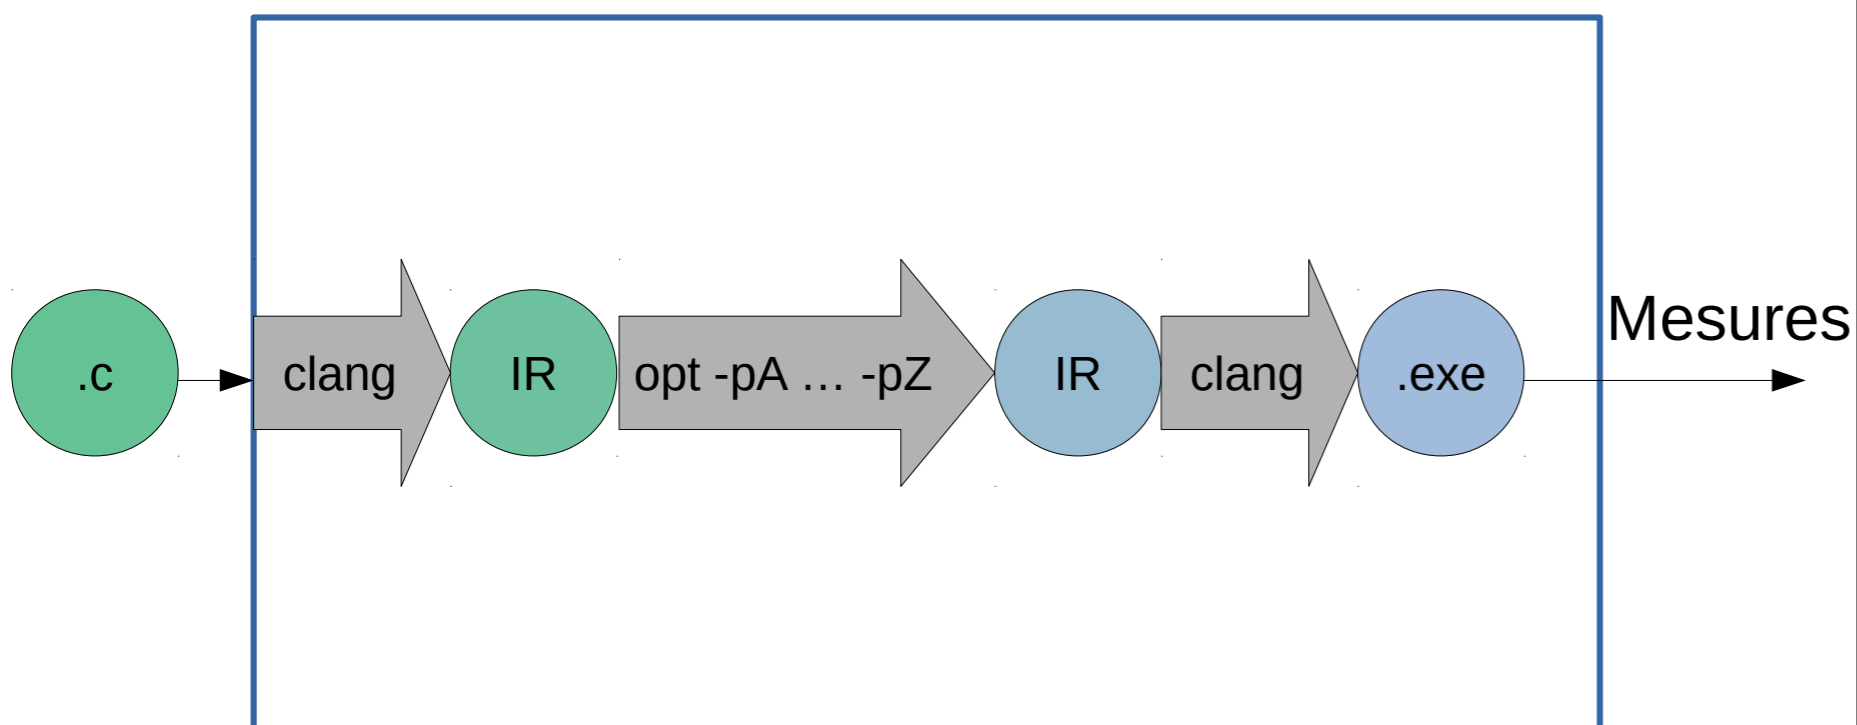 .c
clang
IR
opt -pA ... -pZ
IR
clang
.exe
Mesures